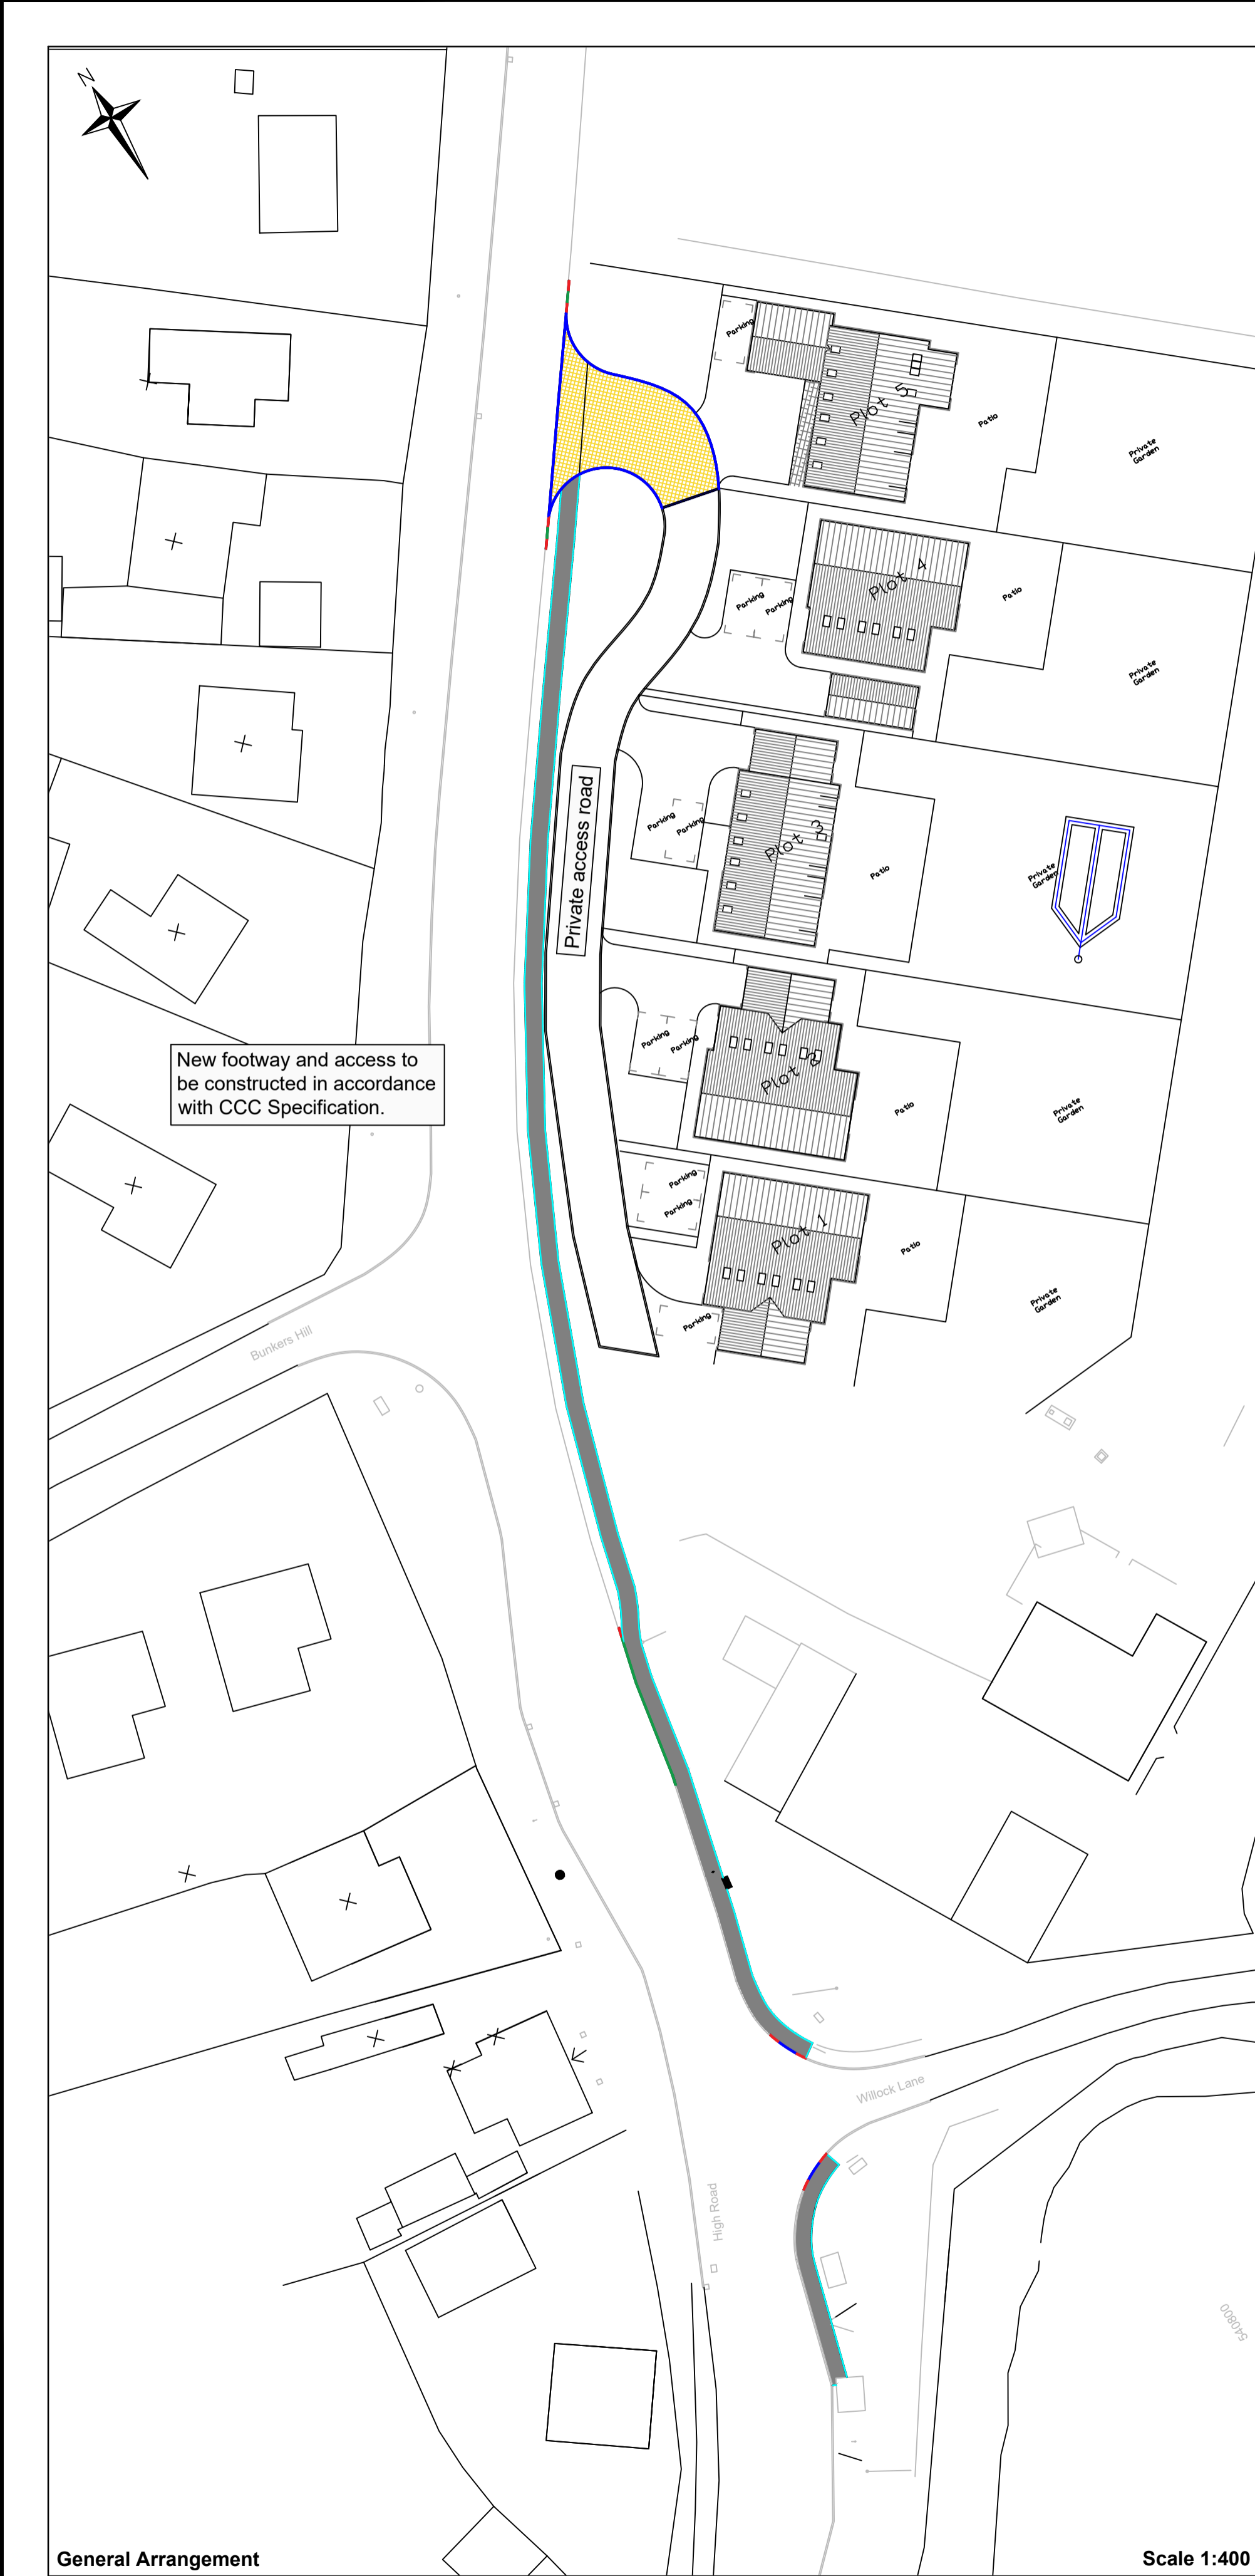 N
Parking
Plot 5
Patio
Private
Garden
Plot 4
Parking
Parking
Patio
Private
Garden
Private access road
Parking
Parking
Plot 3
Patio
Private
Garden
New footway and access to
be constructed in accordance
with CCC Specification.
Parking
Parking
Plot 2
Patio
Private
Garden
Parking
Parking
Plot 1
Patio
Private
Garden
Parking
Bunkers Hill
Willock Lane
High Road
540800
General Arrangement
Scale 1:400